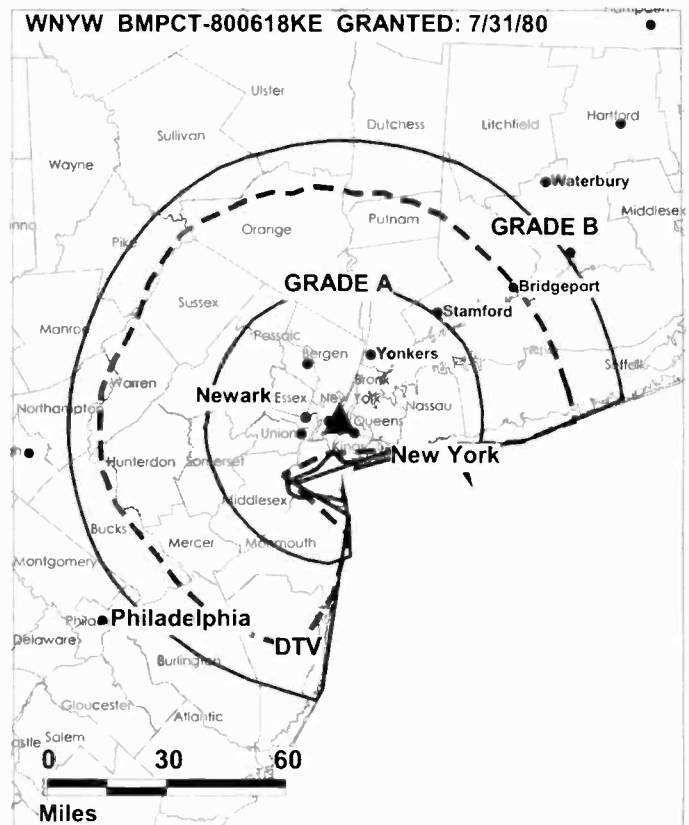 WNYW BMPCT-800618KE GRANTED: 7/31/80
Ulster
Dutchess
Litchfield
Hartford
Sullivan
Wayne
Waterbury
Middlesex
Putnam
GRADE B
Orange
Pike
Bridgeport
GRADE A
Sussex
Stamford
Manroe
Passaic
Bergen
Yonkers
Suffolk
Bronx
Warren
Newark
Essex
New York
Nassau
Northampton
Queens
Union
Kings
New York
Hunterdon
Somerset
Middlesex
Bucks
Mercer
Monmouth
Montgomery
Philadelphia
Delaware
DTV
Burlington
Gloucester
Atlantic
Salem
0 30 60
Miles